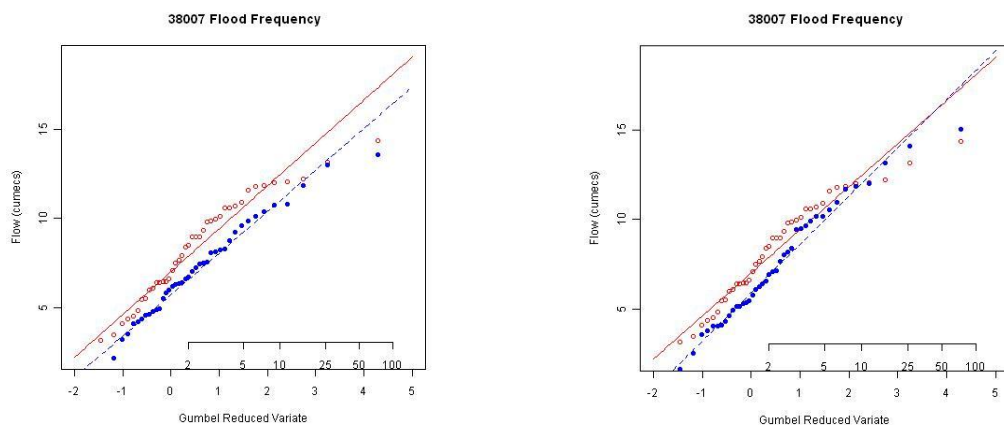 38007 Flood Frequency
Flow (cumecs)
15
10
5
2 5 10 25 50 100
-2 -1 0 1 2 3 4 5
Gumbel Reduced Variate
38007 Flood Frequency
Flow (cumecs)
15
10
5
2 5 10 25 50 100
-2 -1 0 1 2 3 4 5
Gumbel Reduced Variate